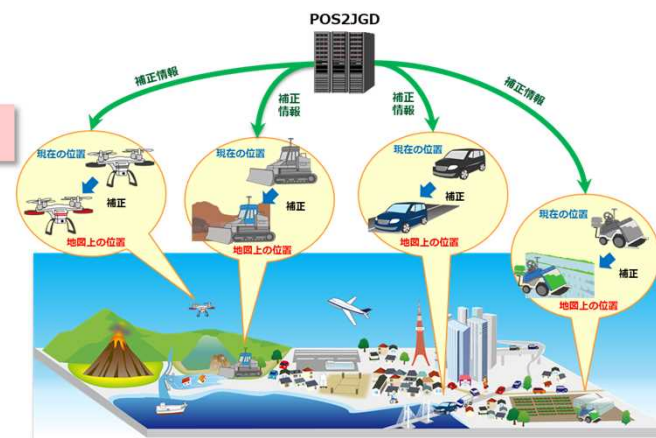 POS2JGD
補正情報
補正
情報
補正
情報
補正情報
現在の位置
補正
地図上の位置
現在の位置
補正
地図上の位置
現在の位置
補正
地図上の位置
現在の位置
補正
地図上の位置